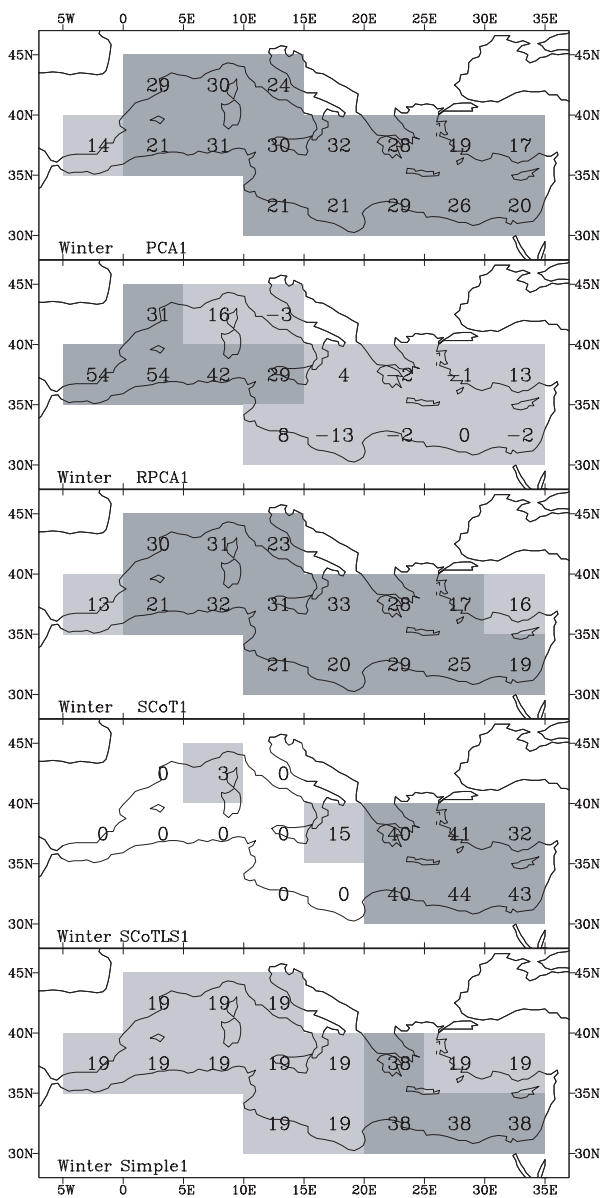 5W 0 5E 10E 15E 20E 25E 30E 35E
45N 29 30 24 45N
40N 40N
14 21 31 30 32 28 19 17
35N 35N
21 21 29 26 20
30N 30N
Winter PCA1
45N 31 16 −3 45N
40N 40N
54 54 42 29 4 −2 −1 13
35N 35N
8 −13 −2 0 −2
30N 30N
Winter RPCA1
45N 30 31 23 45N
40N 40N
13 21 32 31 33 28 17 16
35N 35N
21 20 29 25 19
30N 30N
Winter SCoT1
45N 0 3 0 45N
40N 40N
0 0 0 0 15 40 41 32
35N 35N
0 0 40 44 43
30N 30N
Winter SCoTLS1
45N 19 19 19 45N
40N 40N
19 19 19 19 19 38 19 19
35N 35N
19 19 38 38 38
30N 30N
Winter Simple1
5W 0 5E 10E 15E 20E 25E 30E 35E